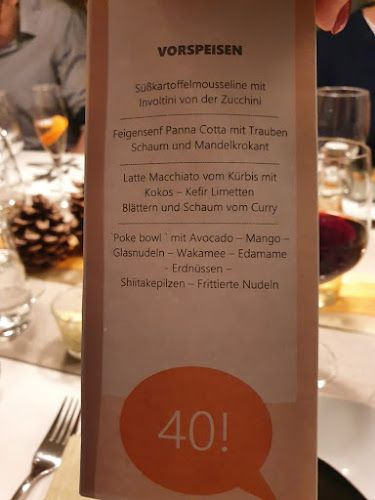 VORSPEISEN
Süßkartoffelmousseline mit
Involtini von der Zucchini
Feigensenf Panna Cotta mit Trauben
Schaum und Mandelkrokant
Latte Macchiato vom Kürbis mit
Kokos – Kefir Limetten
Blättern und Schaum vom Curry
`Poke bowl´ mit Avocado – Mango –
Glasnudeln – Wakamee – Edamame
- Erdnüssen –
Shiitakepilzen – Frittierte Nudeln
40!